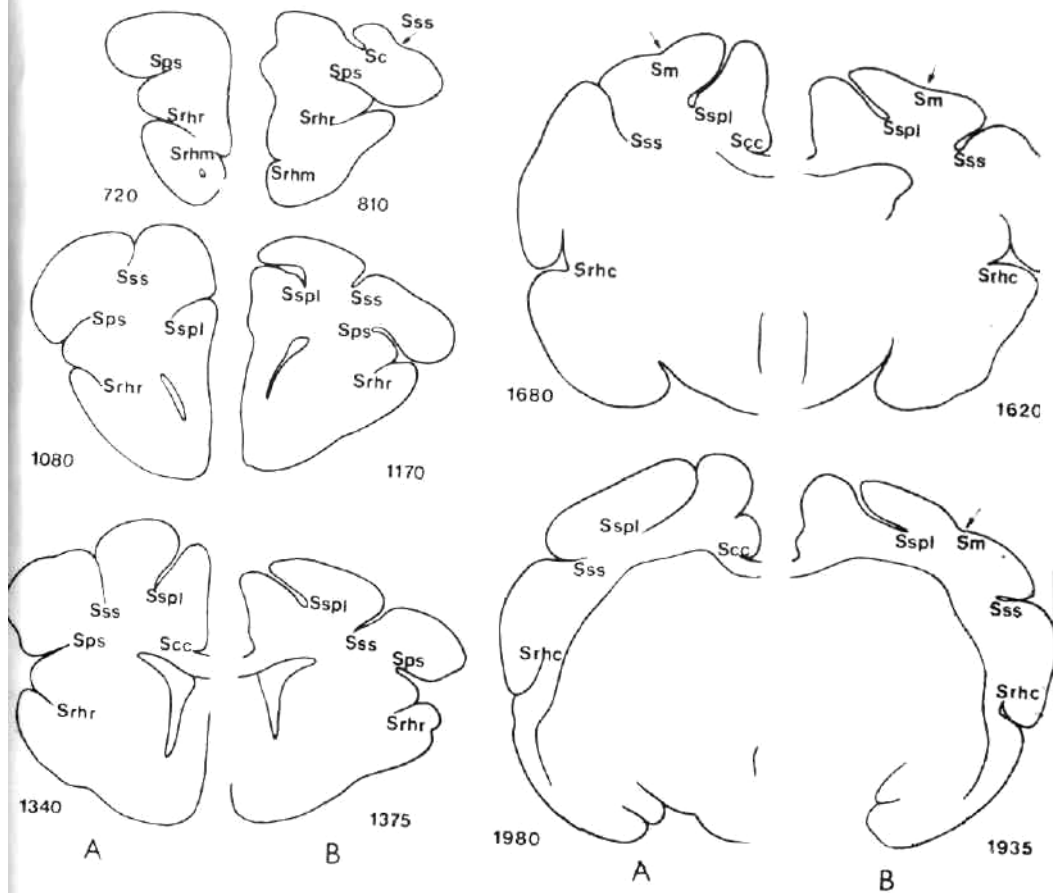 Sps
Srhr
Srhm
720
Sss
Sc
Sps
Srhr
Srhm
810
Sss
Sps
Sspl
Srhr
1080
Sspl
Sss
Sps
Srhr
1170
Sss
Sspl
Sps
Scc
Srhr
1340
Sspl
Sss
Sps
Srhr
1375
A
B
Sm
Sspl
Sss
Scc
Srhc
1680
Sm
Sspl
Sss
Srhc
1620
Sspl
Scc
Sss
Srhc
1980
Sspl
Sm
Sss
Srhc
1935
A
B